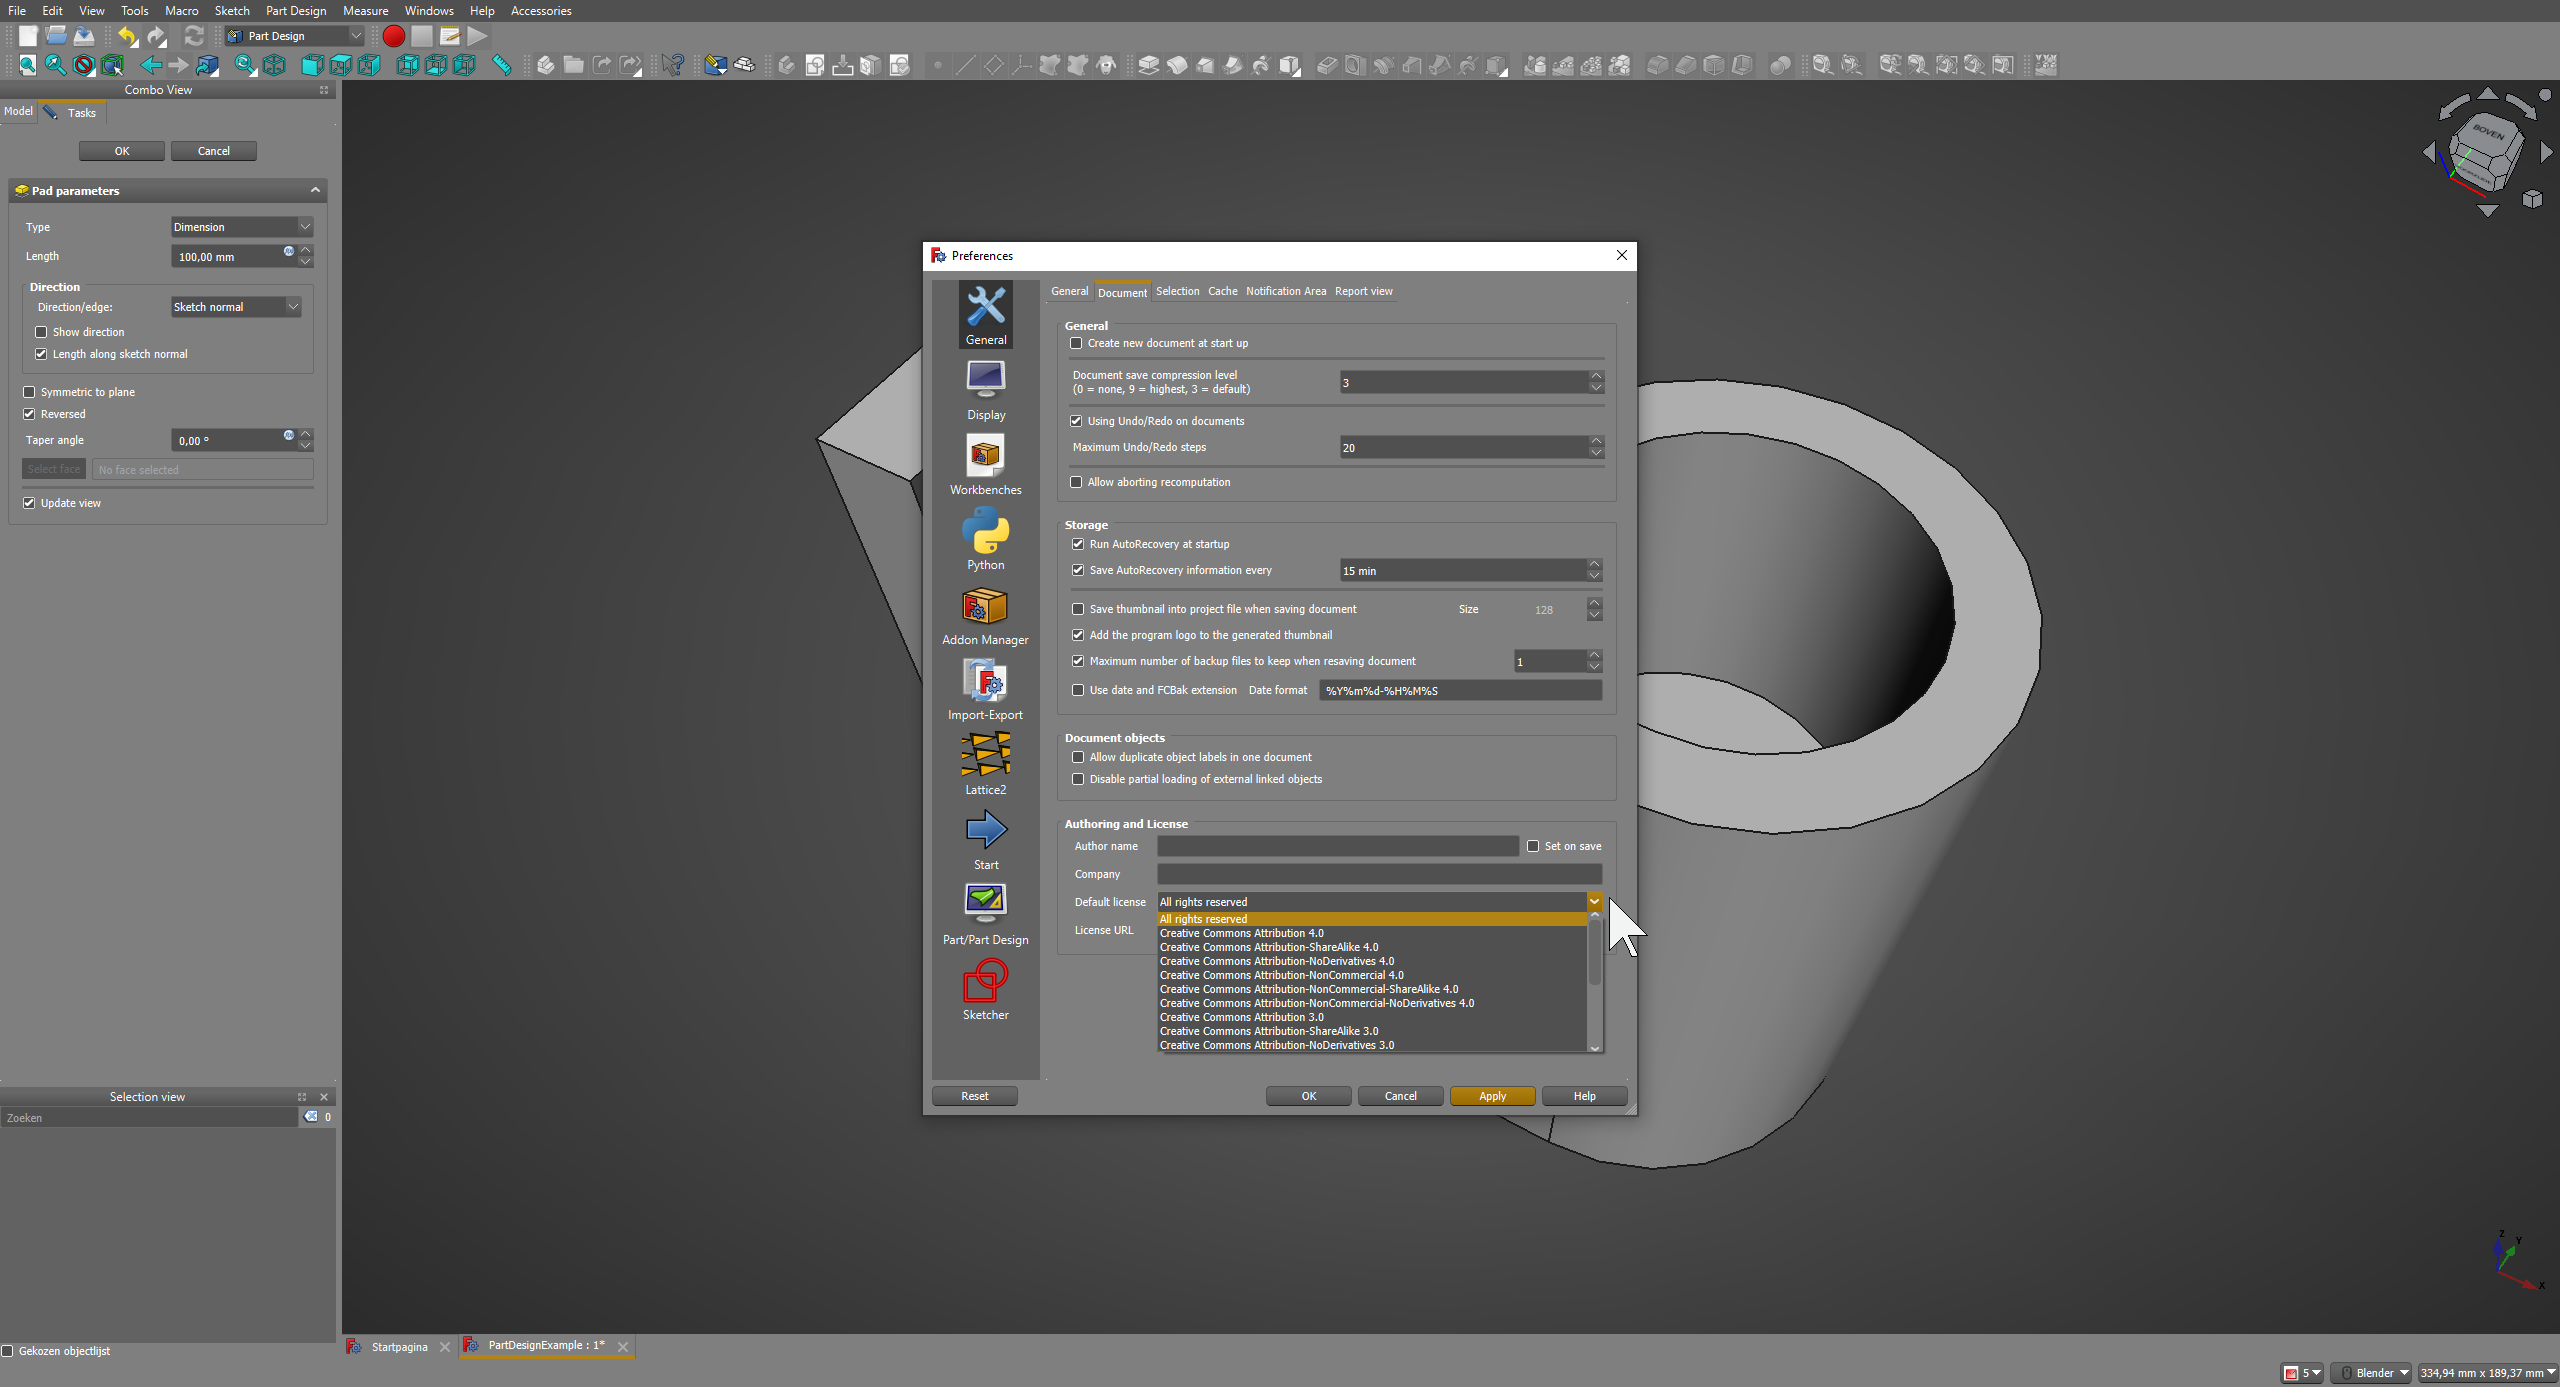 File Edit View Tools Macro Sketch Part Design Measure Windows Help Accessories
Part Design
Combo View
Model Tasks
OK Cancel
Pad parameters
Type Dimension
Length 100,00 mm
Direction
Direction/edge: Sketch normal
Show direction
Length along sketch normal
Symmetric to plane
Reversed
Taper angle 0,00 °
Select face No face selected
Update view
Selection view
Zoeken 0
Gekozen objectlijst
BOVEN
Preferences
General
Display
Workbenches
Python
Addon Manager
Import-Export
Lattice2
Start
Part/Part Design
Sketcher
General Document Selection Cache Notification Area Report view
General
Create new document at start up
Document save compression level
(0 = none, 9 = highest, 3 = default) 3
Using Undo/Redo on documents
Maximum Undo/Redo steps 20
Allow aborting recomputation
Storage
Run AutoRecovery at startup
Save AutoRecovery information every 15 min
Save thumbnail into project file when saving document Size 128
Add the program logo to the generated thumbnail
Maximum number of backup files to keep when resaving document 1
Use date and FCBak extension Date format %Y%m%d-%H%M%S
Document objects
Allow duplicate object labels in one document
Disable partial loading of external linked objects
Authoring and License
Author name Set on save
Company
Default license All rights reserved
License URL
All rights reserved
Creative Commons Attribution 4.0
Creative Commons Attribution-ShareAlike 4.0
Creative Commons Attribution-NoDerivatives 4.0
Creative Commons Attribution-NonCommercial 4.0
Creative Commons Attribution-NonCommercial-ShareAlike 4.0
Creative Commons Attribution-NonCommercial-NoDerivatives 4.0
Creative Commons Attribution 3.0
Creative Commons Attribution-ShareAlike 3.0
Creative Commons Attribution-NoDerivatives 3.0
Reset OK Cancel Apply Help
Z
Y
X
Startpagina PartDesignExample : 1*
5 Blender 334,94 mm x 189,37 mm